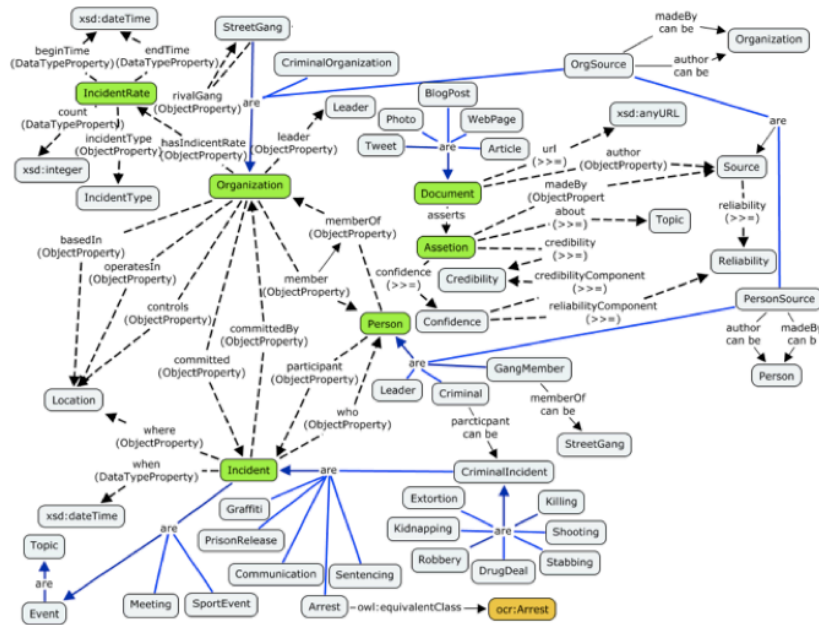 xsd:dateTime
StreetGang
madeBy
can be
Organization
beginTime
(DataTypeProperty)
endTime
(DataTypeProperty)
CriminalOrganization
OrgSource
author
can be
IncidentRate
rivalGang
(ObjectProperty)
are
BlogPost
Leader
Photo
WebPage
xsd:anyURL
are
count
(DataTypeProperty)
hasIndicentRate
(ObjectProperty)
leader
(ObjectProperty)
Tweet
are
Article
url
(>>=)
author
(ObjectProperty)
incidentType
(ObjectProperty)
xsd:integer
Organization
Document
madeBy
(ObjectPropert
Source
IncidentType
asserts
about
(>>=)
Topic
reliability
(>>=)
memberOf
(ObjectProperty)
basedIn
(ObjectProperty)
Assetion
credibility
(>>=)
operatesIn
(ObjectProperty)
member
(ObjectProperty)
confidence
(>>=)
Credibility
credibilityComponent
(>>=)
Reliability
controls
(ObjectProperty)
PersonSource
committedBy
(ObjectProperty)
Person
Confidence
reliabilityComponent
(>>=)
author
can be
madeB
can b
committed
(ObjectProperty)
participant
(ObjectProperty)
are
GangMember
Person
Location
Leader
Criminal
memberOf
can be
who
(ObjectProperty)
parcticpant
can be
where
(ObjectProperty)
StreetGang
when
(DataTypeProperty)
Incident
are
CriminalIncident
xsd:dateTime
Graffiti
Extortion
Killing
are
PrisonRelease
Kidnapping
are
Shooting
Topic
Robbery
Stabbing
are
Communication
Sentencing
DrugDeal
Event
Meeting
SportEvent
Arrest
owl:equivalentClass
ocr:Arrest